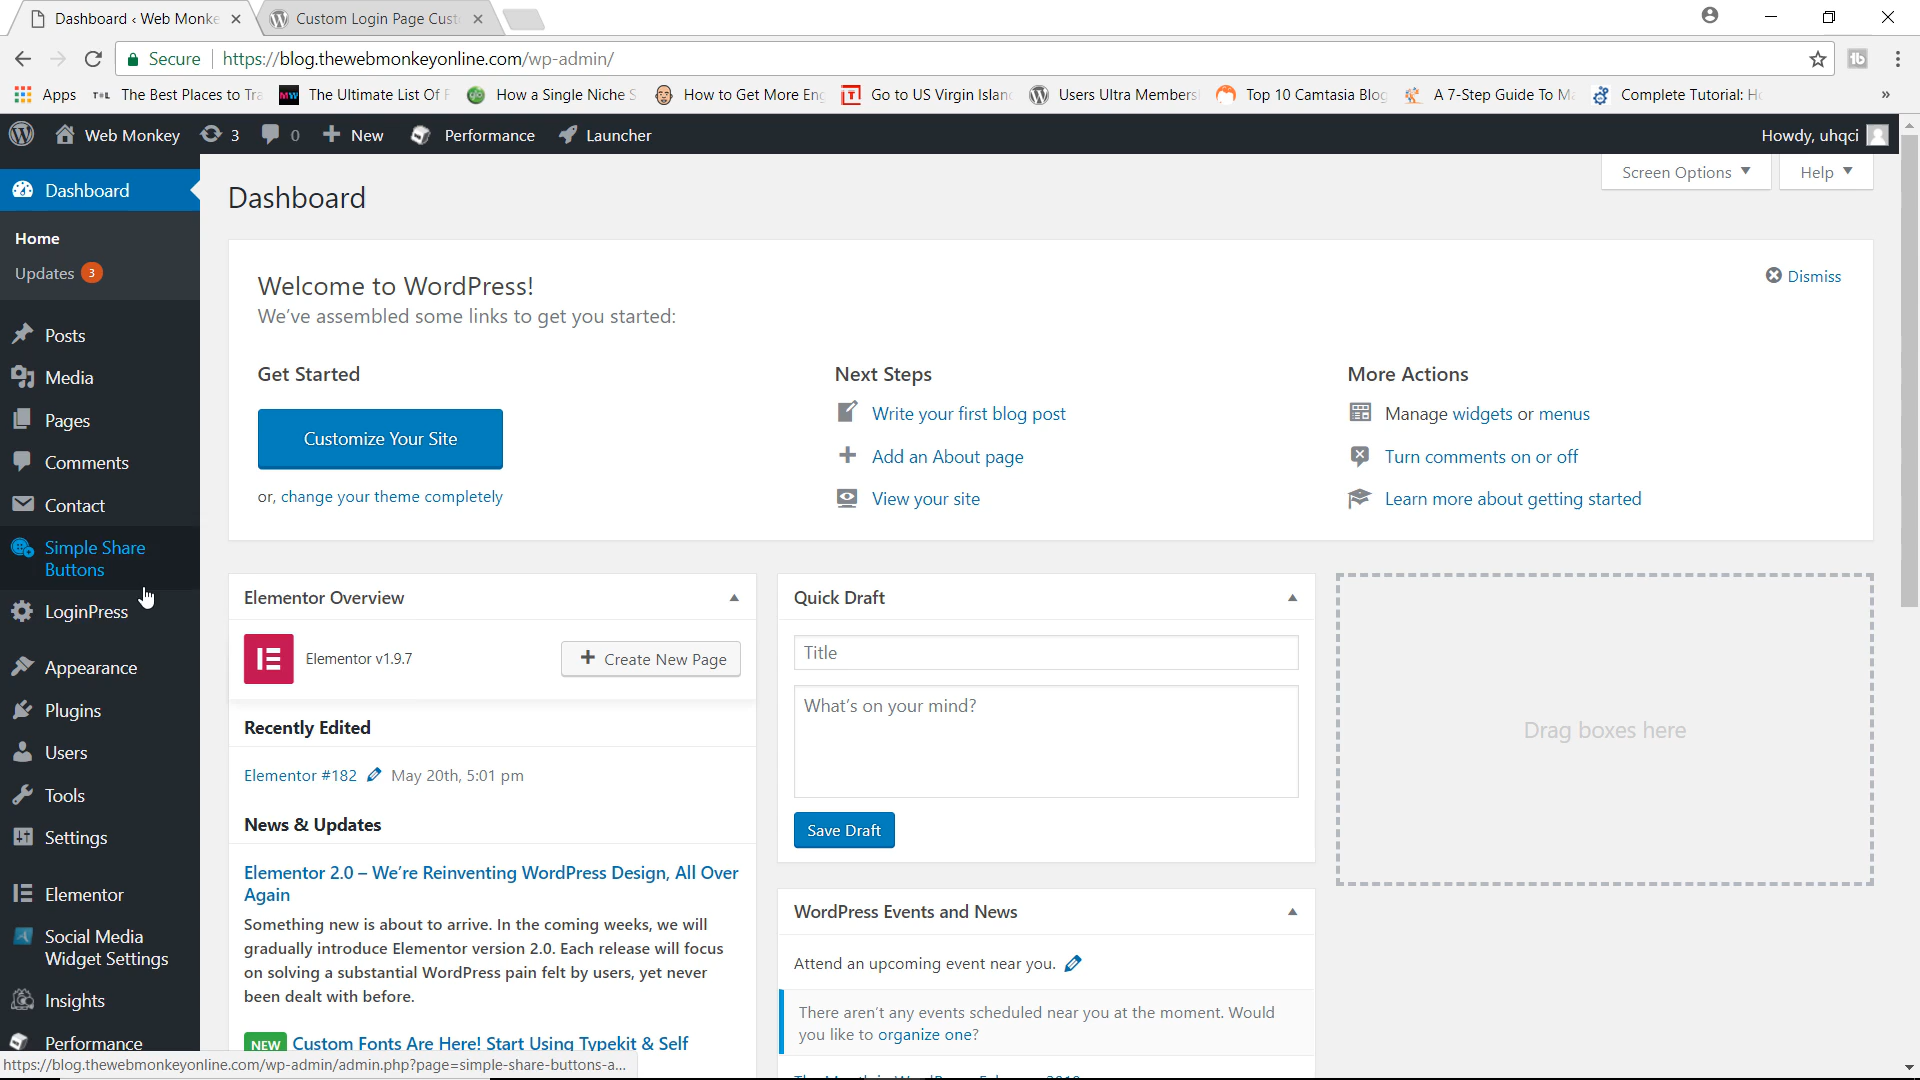 Dashboard ‹ Web Monke
Custom Login Page Cust
Secure https://blog.thewebmonkeyonline.com/wp-admin/
Apps
The Best Places to Tra
The Ultimate List Of F
How a Single Niche S
How to Get More Eng
Go to US Virgin Islan
Users Ultra Members
Top 10 Camtasia Blog
A 7-Step Guide To M
Complete Tutorial: H
»
Web Monkey 3 0 New Performance Launcher
Howdy, uhqci
Dashboard
Home
Updates 3
Posts
Media
Pages
Comments
Contact
Simple Share
Buttons
LoginPress
Appearance
Plugins
Users
Tools
Settings
Elementor
Social Media
Widget Settings
Insights
Performance
Screen Options
Help
Dashboard
Welcome to WordPress!
We've assembled some links to get you started:
Dismiss
Get Started
Customize Your Site
or, change your theme completely
Next Steps
Write your first blog post
Add an About page
View your site
More Actions
Manage widgets or menus
Turn comments on or off
Learn more about getting started
Elementor Overview
Elementor v1.9.7
Create New Page
Recently Edited
Elementor #182 May 20th, 5:01 pm
News & Updates
Elementor 2.0 – We're Reinventing WordPress Design, All Over
Again
Something new is about to arrive. In the coming weeks, we will
gradually introduce Elementor version 2.0. Each release will focus
on solving a substantial WordPress pain felt by users, yet never
been dealt with before.
NEW Custom Fonts Are Here! Start Using Typekit & Self
Quick Draft
Title
What's on your mind?
Save Draft
WordPress Events and News
Attend an upcoming event near you.
There aren't any events scheduled near you at the moment. Would
you like to organize one?
Drag boxes here
https://blog.thewebmonkeyonline.com/wp-admin/admin.php?page=simple-share-buttons-a...